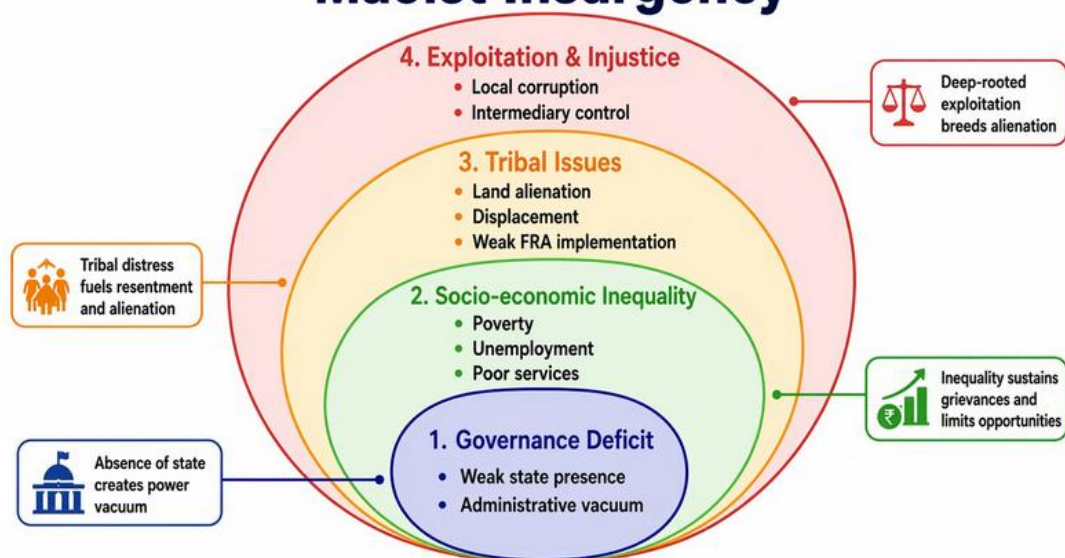 Maoist Insurgency
4. Exploitation & Injustice
• Local corruption
• Intermediary control
Deep-rooted
exploitation
breeds alienation
3. Tribal Issues
• Land alienation
• Displacement
• Weak FRA implementation
Tribal distress
fuels resentment
and alienation
2. Socio-economic Inequality
• Poverty
• Unemployment
• Poor services
₹
Inequality sustains
grievances and
limits opportunities
1. Governance Deficit
• Weak state presence
• Administrative vacuum
Absence of state
creates power
vacuum